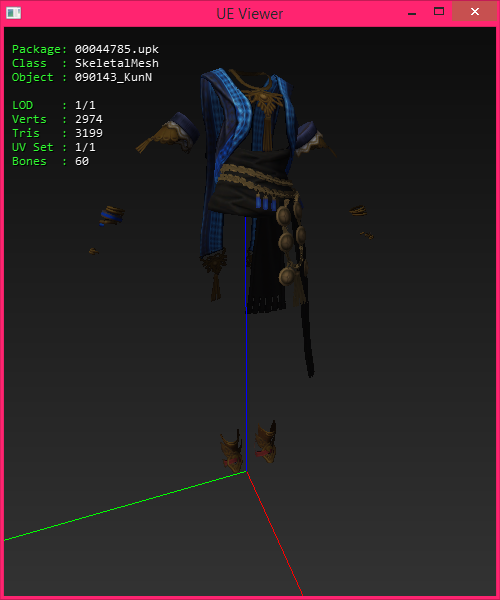 UE Viewer
Package: 00044785.upk
Class  : SkeletalMesh
Object : 090143_KunN
LOD    : 1/1
Verts  : 2974
Tris   : 3199
UV Set : 1/1
Bones  : 60